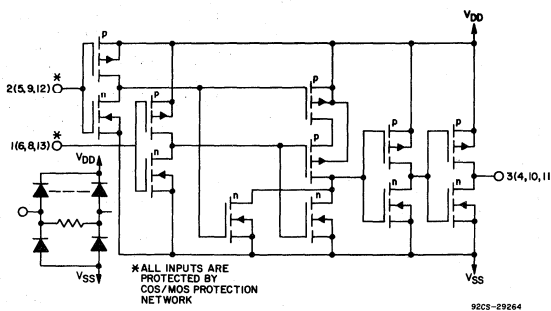 VDD
p
*
2(5,9,12)
n
p
p
*
1(6,8,13)
n
p
p
p
n
n
3(4,10,11
VDD
n
n
VSS
VSS
*ALL INPUTS ARE
PROTECTED BY
COS/MOS PROTECTION
NETWORK
92CS-29264